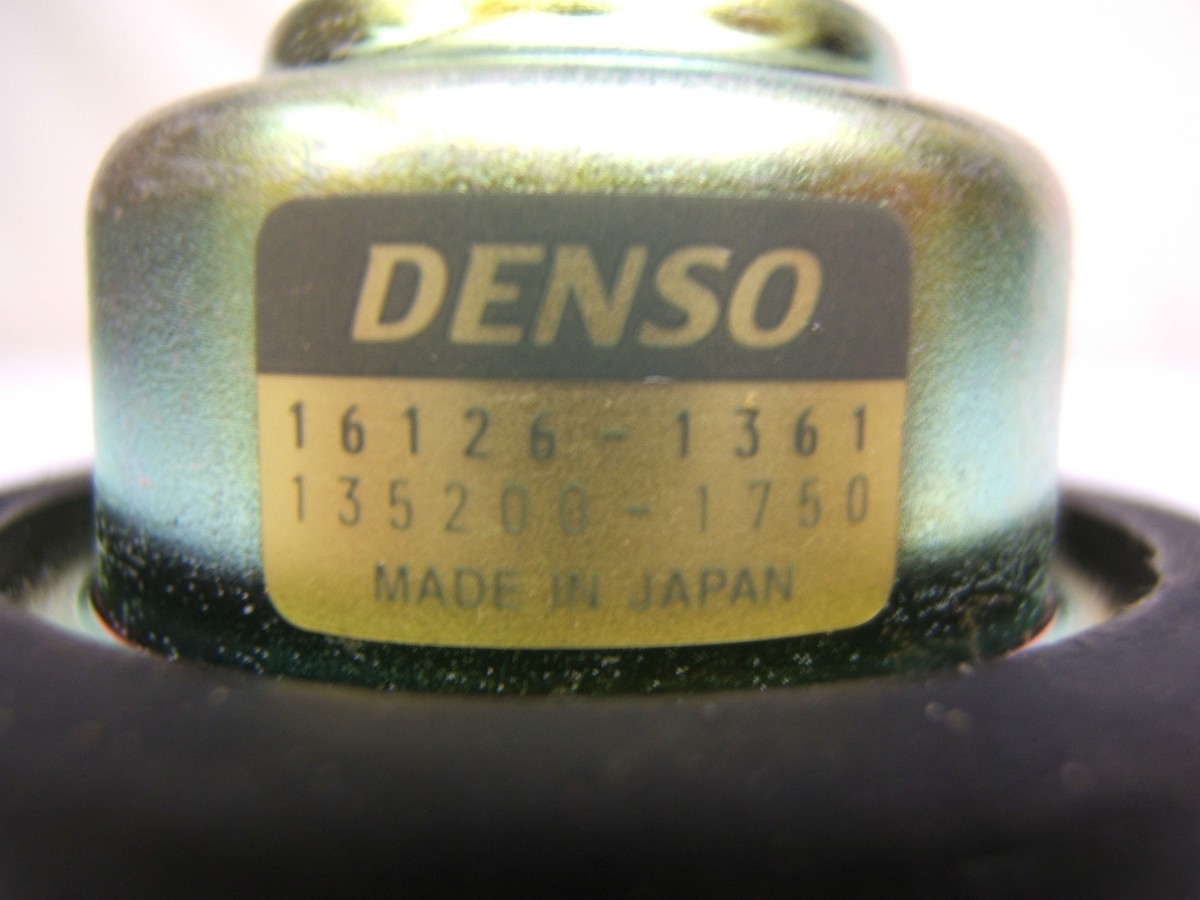 DENSO
16126-1361
135200-1750
MADE IN JAPAN